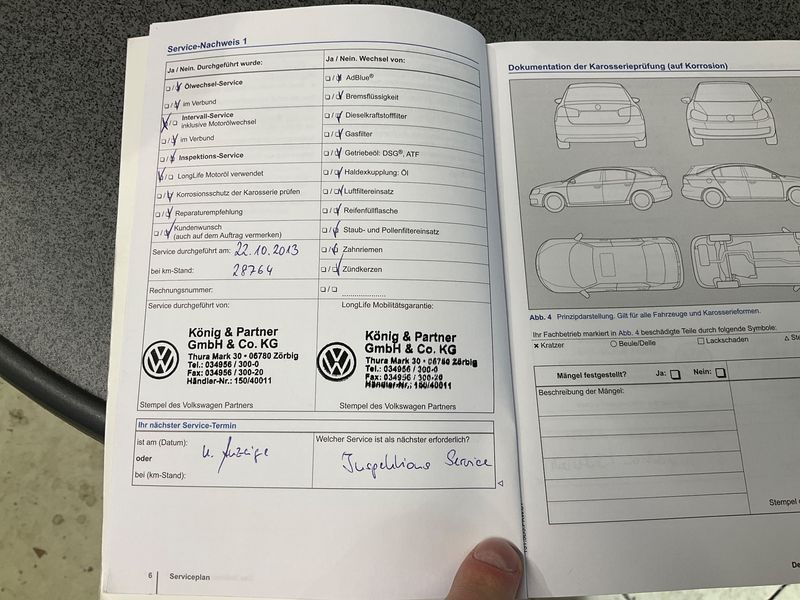 Service-Nachweis 1
Ja / Nein. Durchgeführt wurde:
Ölwechsel-Service
im Verbund
Intervall-Service
inklusive Motorölwechsel
im Verbund
Inspektions-Service
LongLife Motoröl verwendet
Korrosionsschutz der Karosserie prüfen
Reparaturempfehlung
Kundenwunsch
(auch auf dem Auftrag vermerken)
Service durchgeführt am: 22.10.2013
bei km-Stand: 28764
Rechnungsnummer:
Ja / Nein. Wechsel von:
AdBlue®
Bremsflüssigkeit
Dieselkraftstofffilter
Gasfilter
Getriebeöl: DSG®, ATF
Haldexkupplung: Öl
Luftfiltereinsatz
Reifenfüllflasche
Staub- und Pollenfiltereinsatz
Zahnriemen
Zündkerzen
Service durchgeführt von:
König & Partner
GmbH & Co. KG
Thura Mark 30 • 06780 Zörbig
Tel.: 034956 / 300-0
Fax: 034956 / 300-20
Händler-Nr.: 150/40011
Stempel des Volkswagen Partners
LongLife Mobilitätsgarantie:
König & Partner
GmbH & Co. KG
Thura Mark 30 • 06780 Zörbig
Tel.: 034956 / 300-0
Fax: 034956 / 300-20
Händler-Nr.: 150/40011
Stempel des Volkswagen Partners
Ihr nächster Service-Termin
ist am (Datum):
oder
bei (km-Stand):
u. Anzeige
Welcher Service ist als nächster erforderlich?
Inspektions Service
6 Serviceplan
Dokumentation der Karosserieprüfung (auf Korrosion)
Abb. 4 Prinzipdarstellung. Gilt für alle Fahrzeuge und Karosserieformen.
Ihr Fachbetrieb markiert in Abb. 4 beschädigte Teile durch folgende Symbole:
Kratzer Beule/Delle Lackschaden
Mängel festgestellt? Ja: Nein:
Beschreibung der Mängel:
Stempel